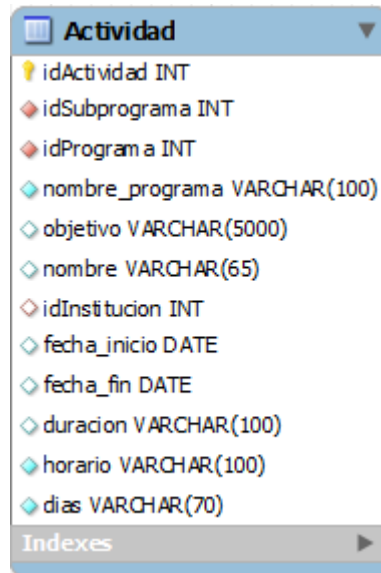 Actividad
idActividad INT
idSubprograma INT
idPrograma INT
nombre_programa VARCHAR(100)
objetivo VARCHAR(5000)
nombre VARCHAR(65)
idInstitucion INT
fecha_inicio DATE
fecha_fin DATE
duracion VARCHAR(100)
horario VARCHAR(100)
dias VARCHAR(70)
Indexes